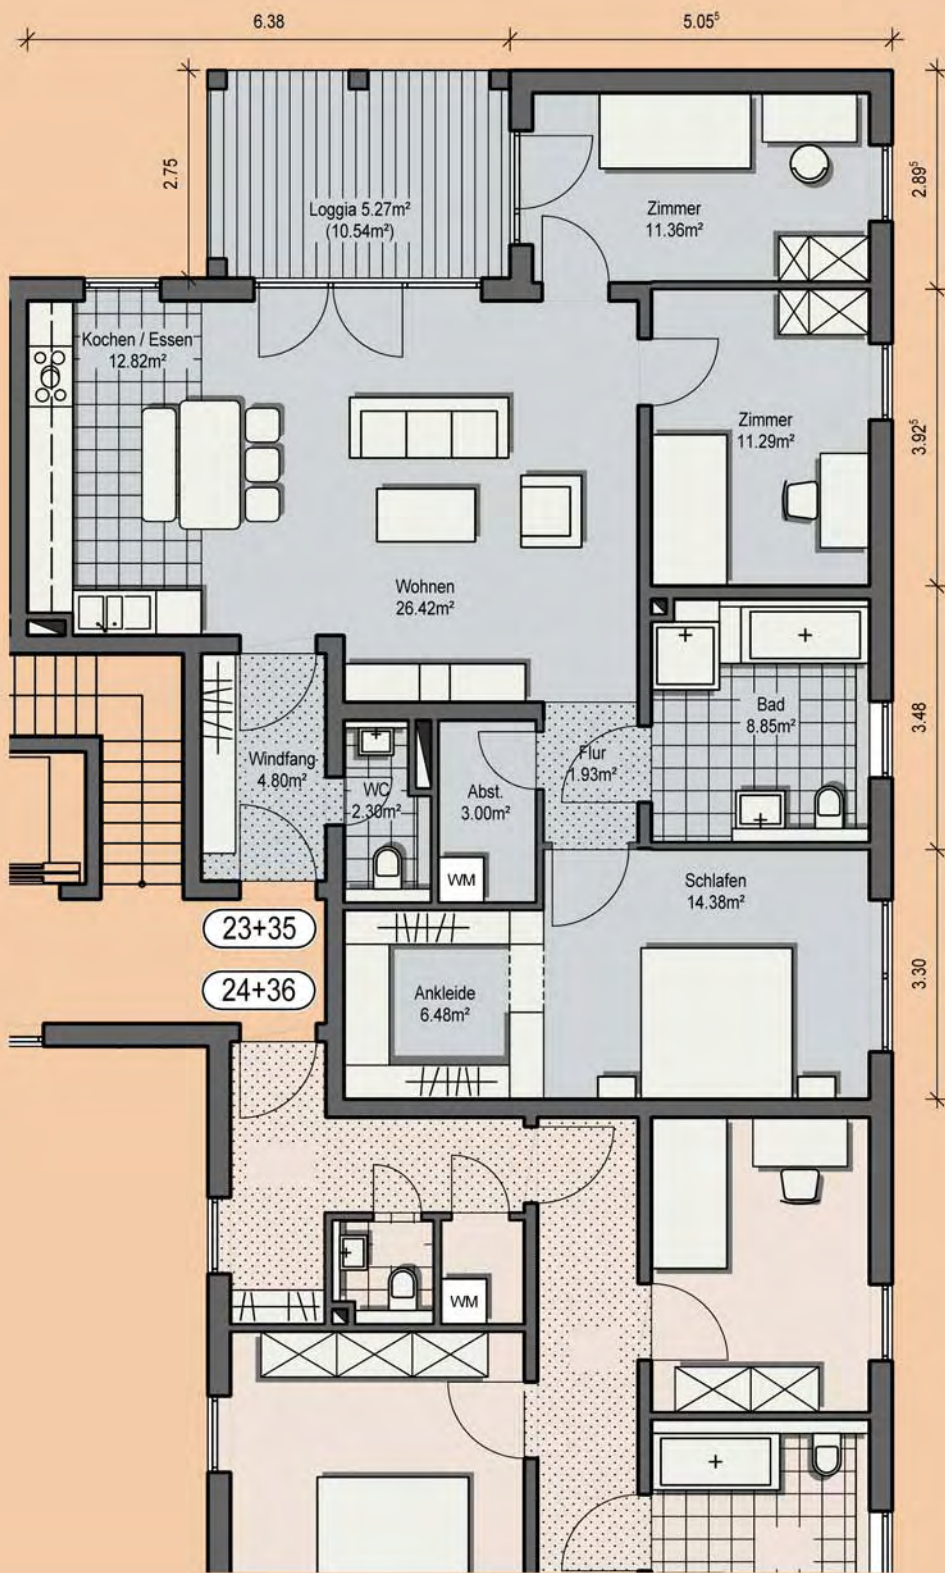 6.38
5.05⁵
2.75
2.89⁵
Loggia 5.27m²
(10.54m²)
Zimmer
11.36m²
Kochen / Essen
12.82m²
Zimmer
11.29m²
3.92⁵
Wohnen
26.42m²
Bad
8.85m²
3.48
Windfang
4.80m²
WC
2.30m²
Abst.
3.00m²
Flur
1.93m²
WM
Schlafen
14.38m²
23+35
24+36
Ankleide
6.48m²
3.30
WM